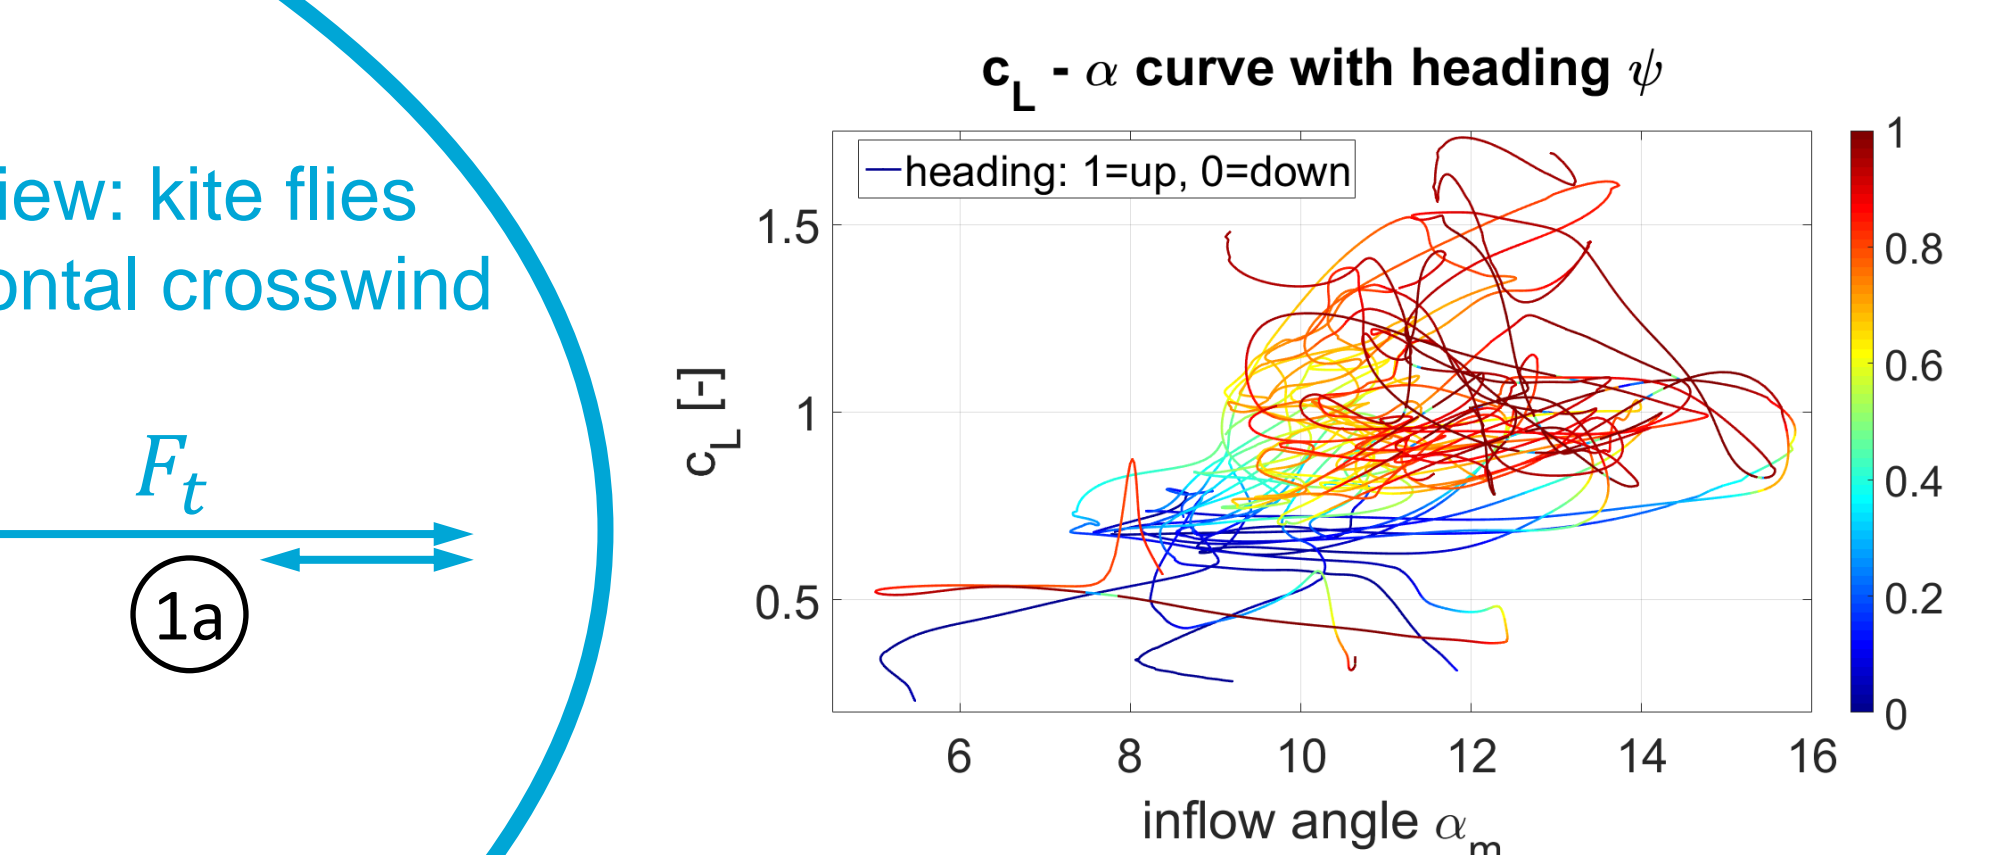 iew: kite flies
ontal crosswind
F_t
1a
c_L - α curve with heading ψ
heading: 1=up, 0=down
c_L [-]
1.5
1
0.5
6 8 10 12 14 16
inflow angle α_m
1
0.8
0.6
0.4
0.2
0